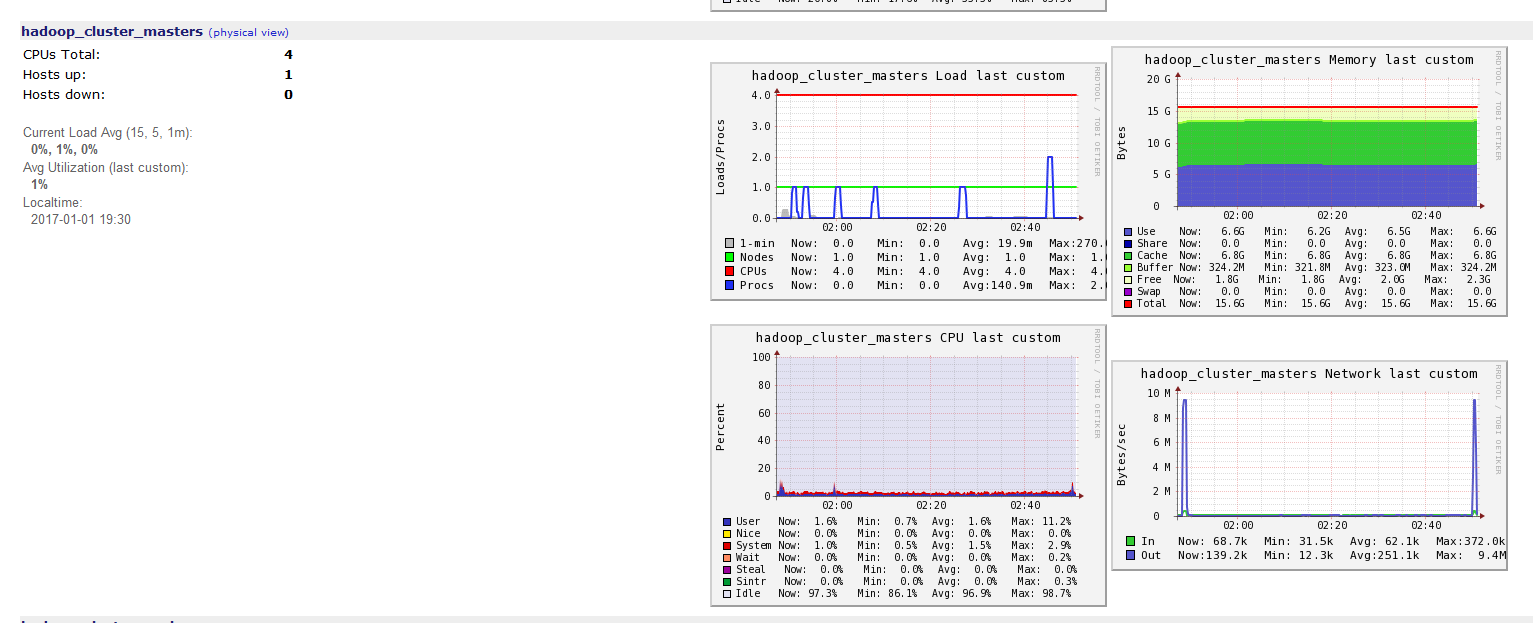 hadoop_cluster_masters (physical view)
CPUs Total: 4
Hosts up: 1
Hosts down: 0
Current Load Avg (15, 5, 1m):
0%, 1%, 0%
Avg Utilization (last custom):
1%
Localtime:
2017-01-01 19:30
hadoop_cluster_masters Load last custom
RRDTOOL / TOBI OETIKER
Loads/Procs
4.0
3.0
2.0
1.0
0.0
02:00 02:20 02:40
1-min Now: 0.0 Min: 0.0 Avg: 19.9m Max:270.
Nodes Now: 1.0 Min: 1.0 Avg: 1.0 Max: 1.
CPUs Now: 4.0 Min: 4.0 Avg: 4.0 Max: 4.
Procs Now: 0.0 Min: 0.0 Avg:140.9m Max: 2.
hadoop_cluster_masters Memory last custom
RRDTOOL / TOBI OETIKER
Bytes
20 G
15 G
10 G
5 G
0
02:00 02:20 02:40
Use Now: 6.6G Min: 6.2G Avg: 6.5G Max: 6.6G
Share Now: 0.0 Min: 0.0 Avg: 0.0 Max: 0.0
Cache Now: 6.8G Min: 6.8G Avg: 6.8G Max: 6.8G
Buffer Now: 324.2M Min: 321.8M Avg: 323.0M Max: 324.2M
Free Now: 1.8G Min: 1.8G Avg: 2.0G Max: 2.3G
Swap Now: 0.0 Min: 0.0 Avg: 0.0 Max: 0.0
Total Now: 15.6G Min: 15.6G Avg: 15.6G Max: 15.6G
hadoop_cluster_masters CPU last custom
RRDTOOL / TOBI OETIKER
Percent
100
80
60
40
20
0
02:00 02:20 02:40
User Now: 1.6% Min: 0.7% Avg: 1.6% Max: 11.2%
Nice Now: 0.0% Min: 0.0% Avg: 0.0% Max: 0.0%
System Now: 1.0% Min: 0.5% Avg: 1.5% Max: 2.9%
Wait Now: 0.0% Min: 0.0% Avg: 0.0% Max: 0.2%
Steal Now: 0.0% Min: 0.0% Avg: 0.0% Max: 0.0%
Sintr Now: 0.0% Min: 0.0% Avg: 0.0% Max: 0.3%
Idle Now: 97.3% Min: 86.1% Avg: 96.9% Max: 98.7%
hadoop_cluster_masters Network last custom
RRDTOOL / TOBI OETIKER
Bytes/sec
10 M
8 M
6 M
4 M
2 M
0
02:00 02:20 02:40
In Now: 68.7k Min: 31.5k Avg: 62.1k Max:372.0k
Out Now:139.2k Min: 12.3k Avg:251.1k Max: 9.4M